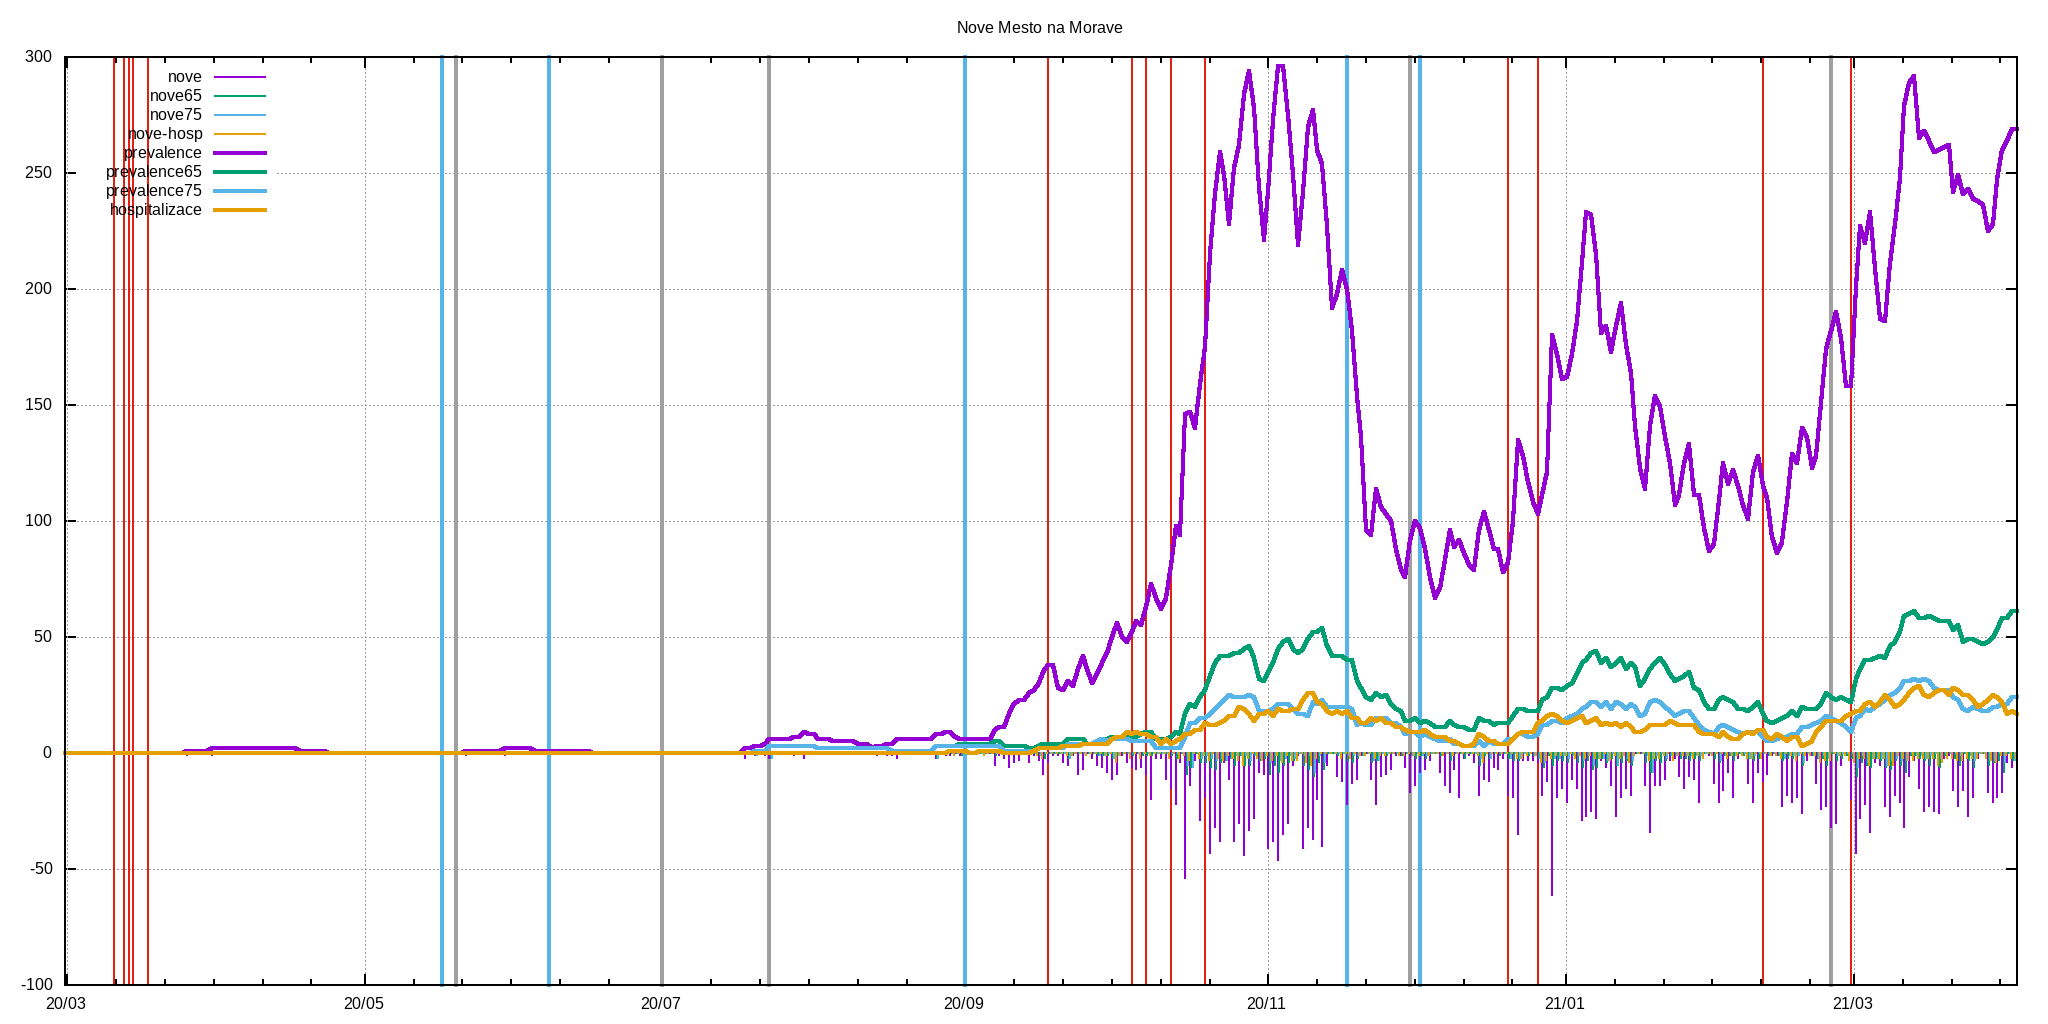 Nove Mesto na Morave
300
250
200
150
100
50
0
-50
-100
nove
nove65
nove75
nove-hosp
prevalence
prevalence65
prevalence75
hospitalizace
20/03 20/05 20/07 20/09 20/11 21/01 21/03